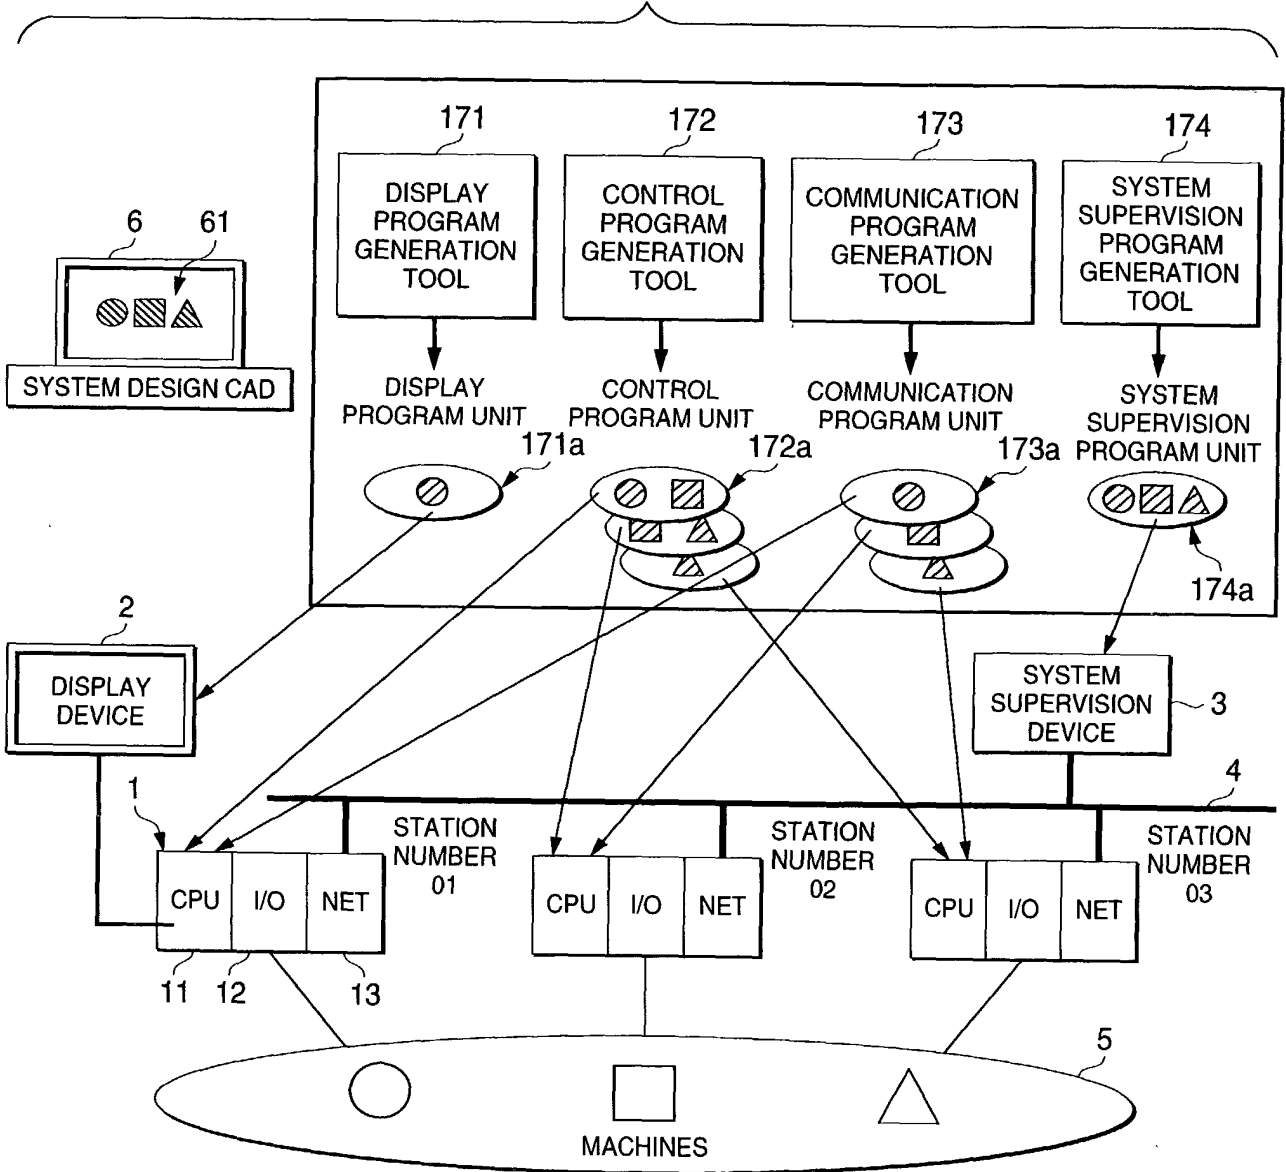 171
172
173
174
DISPLAY
PROGRAM
GENERATION
TOOL
CONTROL
PROGRAM
GENERATION
TOOL
COMMUNICATION
PROGRAM
GENERATION
TOOL
SYSTEM
SUPERVISION
PROGRAM
GENERATION
TOOL
6
61
SYSTEM DESIGN CAD
DISPLAY
PROGRAM UNIT
CONTROL
PROGRAM UNIT
COMMUNICATION
PROGRAM UNIT
SYSTEM
SUPERVISION
PROGRAM UNIT
171a
172a
173a
174a
2
DISPLAY
DEVICE
SYSTEM
SUPERVISION
DEVICE
3
4
1
STATION
NUMBER
01
STATION
NUMBER
02
STATION
NUMBER
03
CPU
I/O
NET
CPU
I/O
NET
CPU
I/O
NET
11
12
13
5
MACHINES